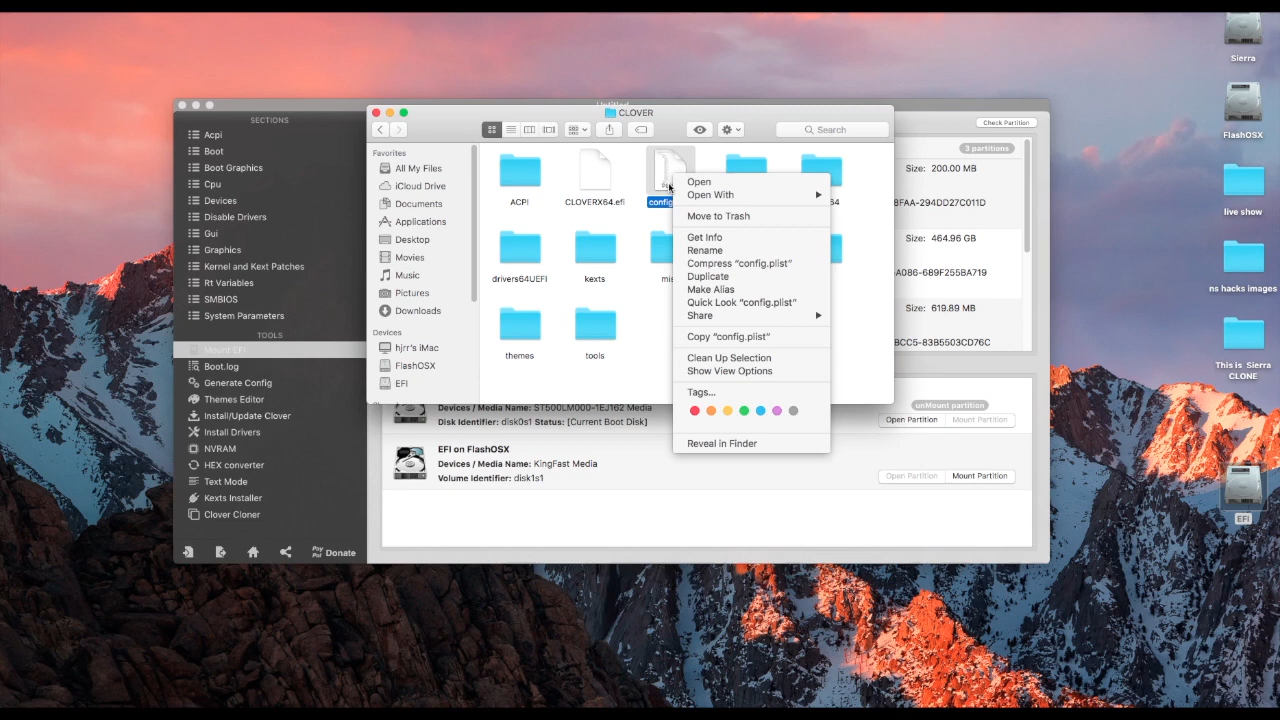 Sierra
FlashOSX
live show
ns hacks images
This is Sierra
CLONE
EFI
SECTIONS
Acpi
Boot
Boot Graphics
Cpu
Devices
Disable Drivers
Gui
Graphics
Kernel and Kext Patches
Rt Variables
SMBIOS
System Parameters
TOOLS
Mount EFI
Boot.log
Generate Config
Themes Editor
Install/Update Clover
Install Drivers
NVRAM
HEX converter
Text Mode
Kexts Installer
Clover Cloner
PayPal Donate
CLOVER
Search
Favorites
All My Files
iCloud Drive
Documents
Applications
Desktop
Movies
Music
Pictures
Downloads
Devices
hjrr's iMac
FlashOSX
EFI
ACPI
CLOVERX64.efi
config
64
drivers64UEFI
kexts
mis
themes
tools
Open
Open With
Move to Trash
Get Info
Rename
Compress “config.plist”
Duplicate
Make Alias
Quick Look “config.plist”
Share
Copy “config.plist”
Clean Up Selection
Show View Options
Tags...
Reveal in Finder
Check Partition
3 partitions
Size: 200.00 MB
8FAA-294DD27C011D
Size: 464.96 GB
A086-689F255BA719
Size: 619.89 MB
BCC5-83B5503CD76C
unMount partition
Devices / Media Name: ST500LM000-1EJ162 Media
Open Partition Mount Partition
Disk Identifier: disk0s1 Status: [Current Boot Disk]
EFI on FlashOSX
Devices / Media Name: KingFast Media
Volume Identifier: disk1s1
Open Partition Mount Partition